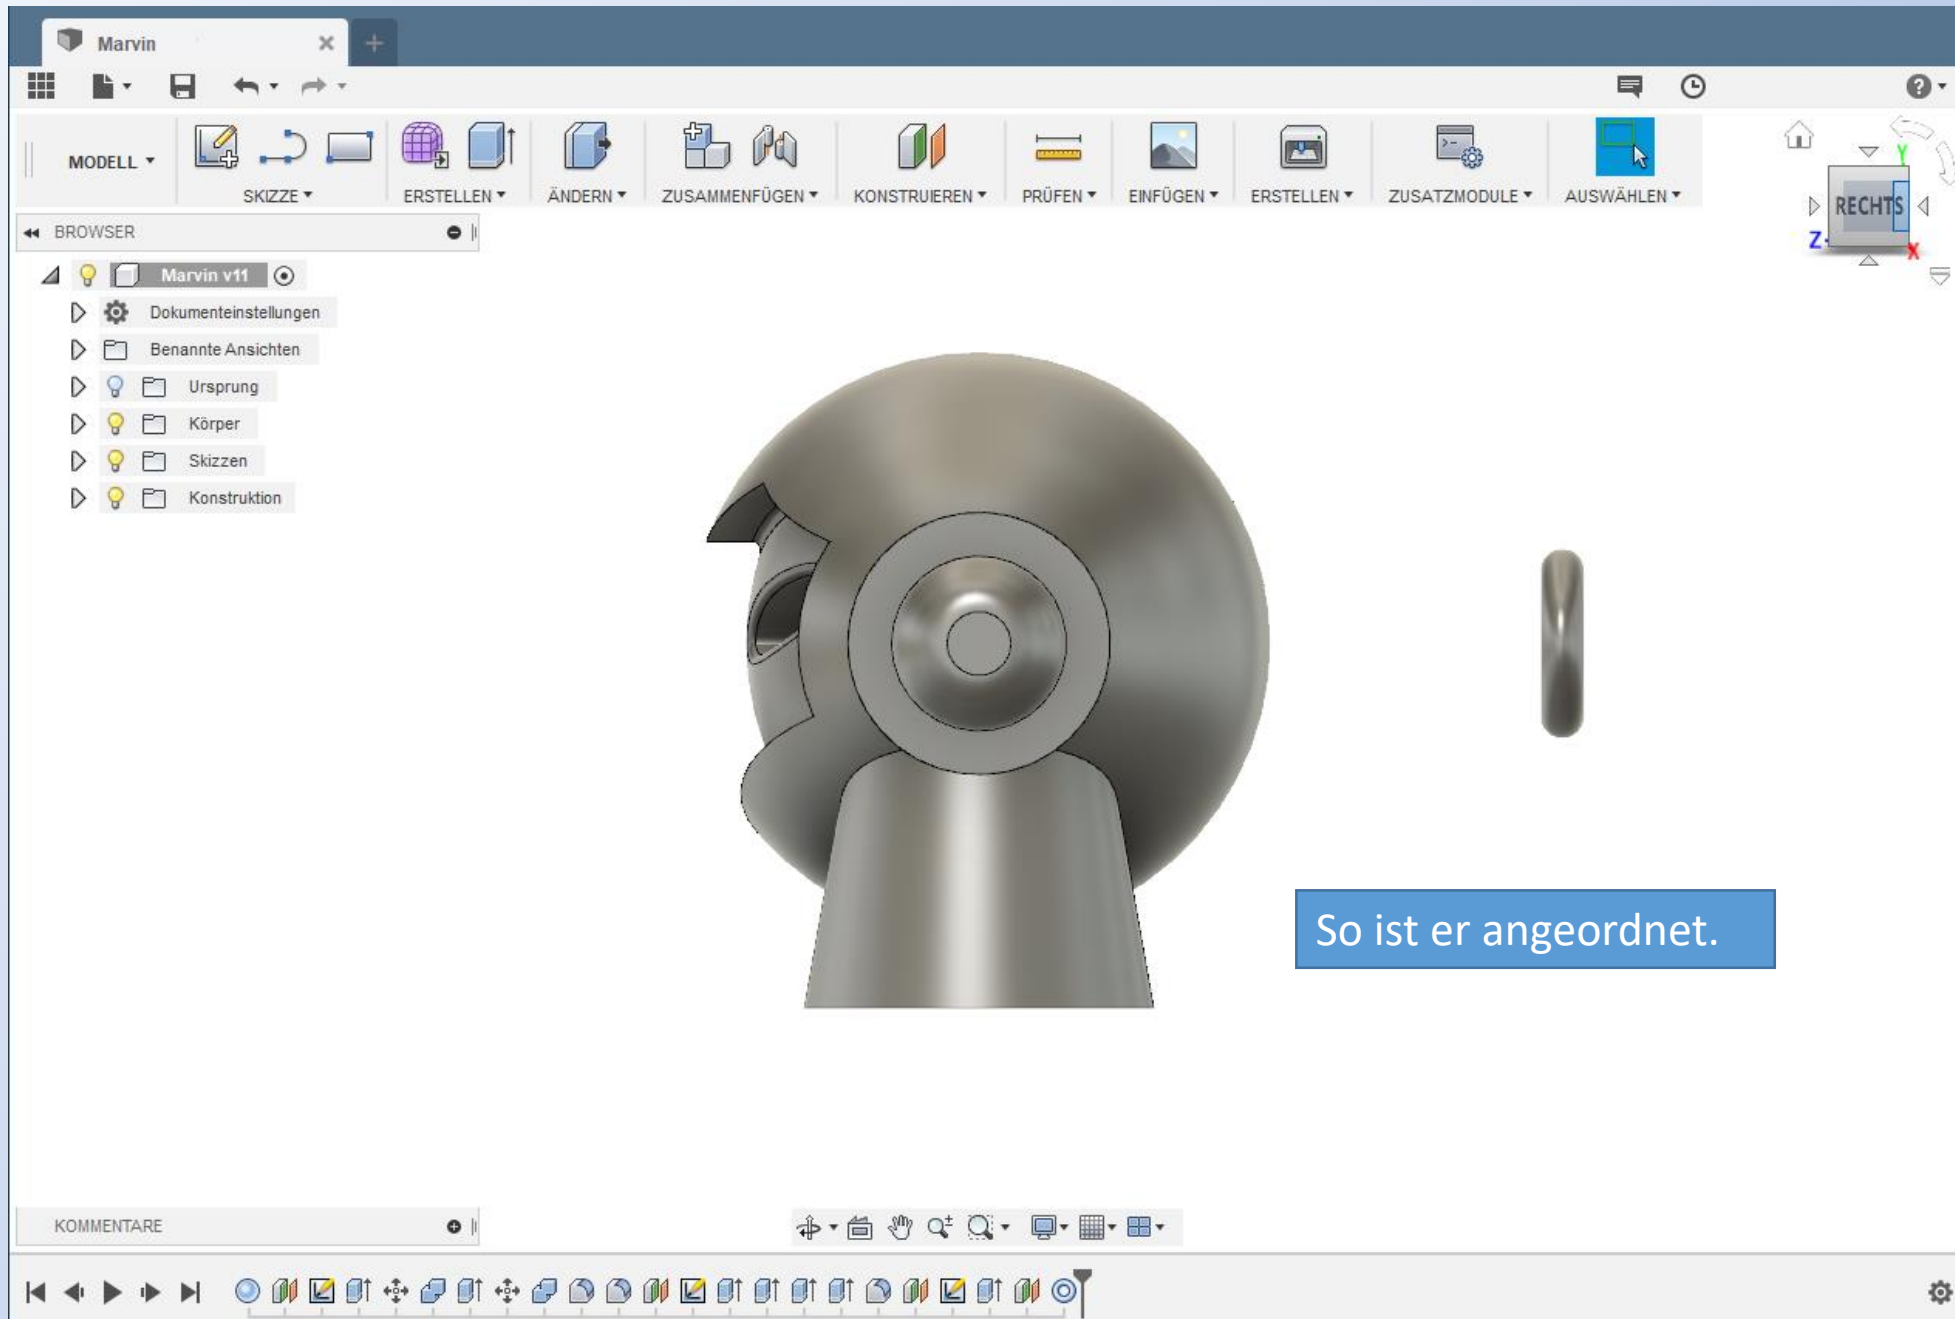 Marvin
MODELL
SKIZZE
ERSTELLEN
ÄNDERN
ZUSAMMENFÜGEN
KONSTRUIEREN
PRÜFEN
EINFÜGEN
ERSTELLEN
ZUSATZMODULE
AUSWÄHLEN
Y
RECHTS
Z
X
BROWSER
Marvin v11
Dokumenteinstellungen
Benannte Ansichten
Ursprung
Körper
Skizzen
Konstruktion
So ist er angeordnet.
KOMMENTARE